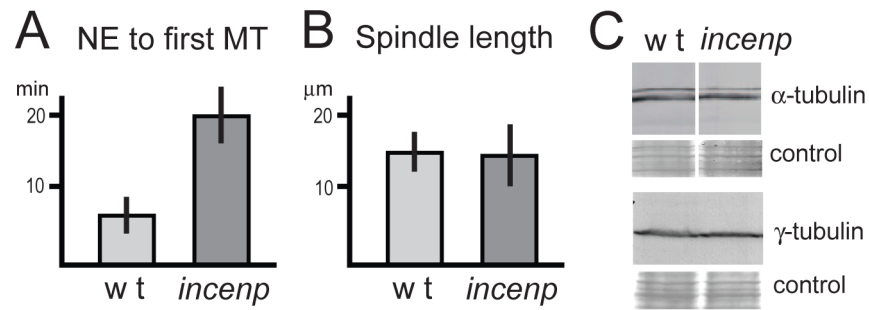 A NE to first MT
min
20
10
w t incenp
B Spindle length
µm
20
10
w t incenp
C w t incenp
α-tubulin
control
γ-tubulin
control